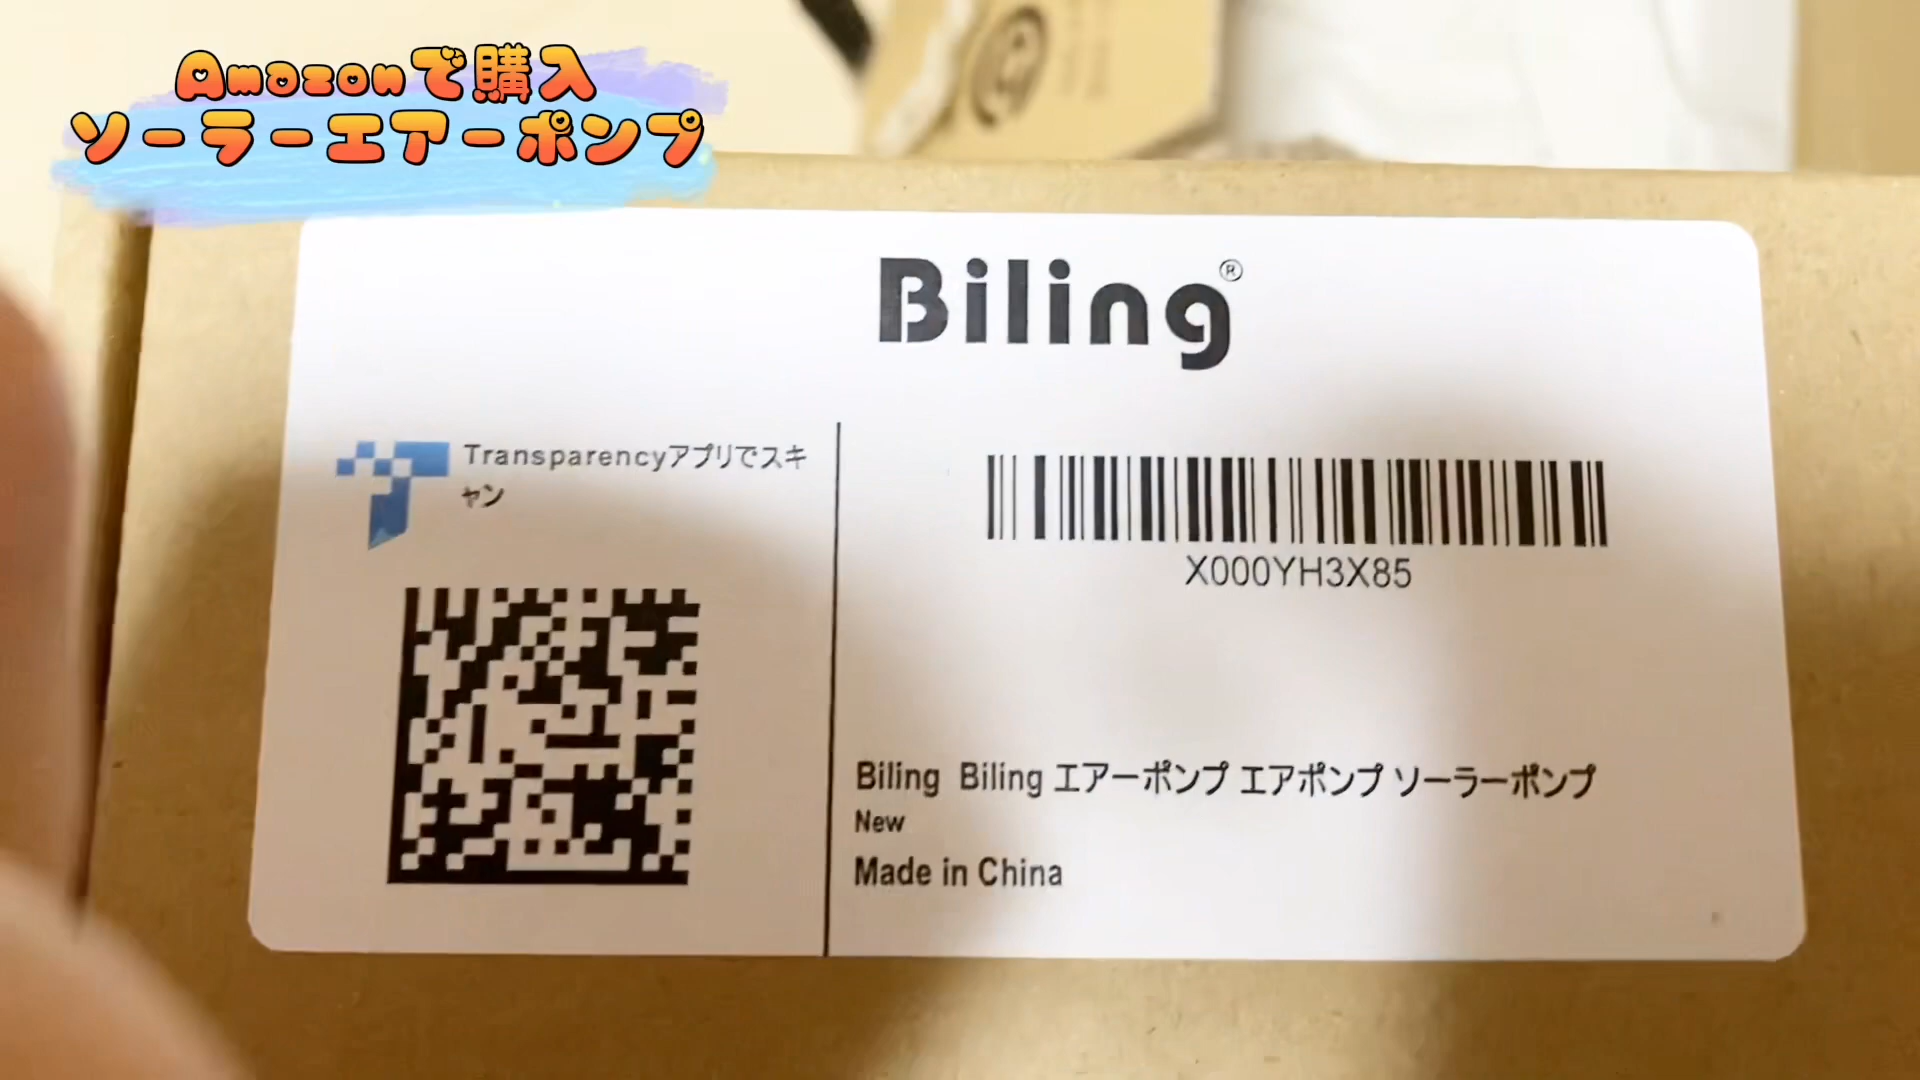 Amazonで購入
ソーラーエアーポンプ
Biling®
Transparencyアプリでスキ
ャン
X000YH3X85
Biling Biling エアーポンプ エアポンプ ソーラーポンプ
New
Made in China